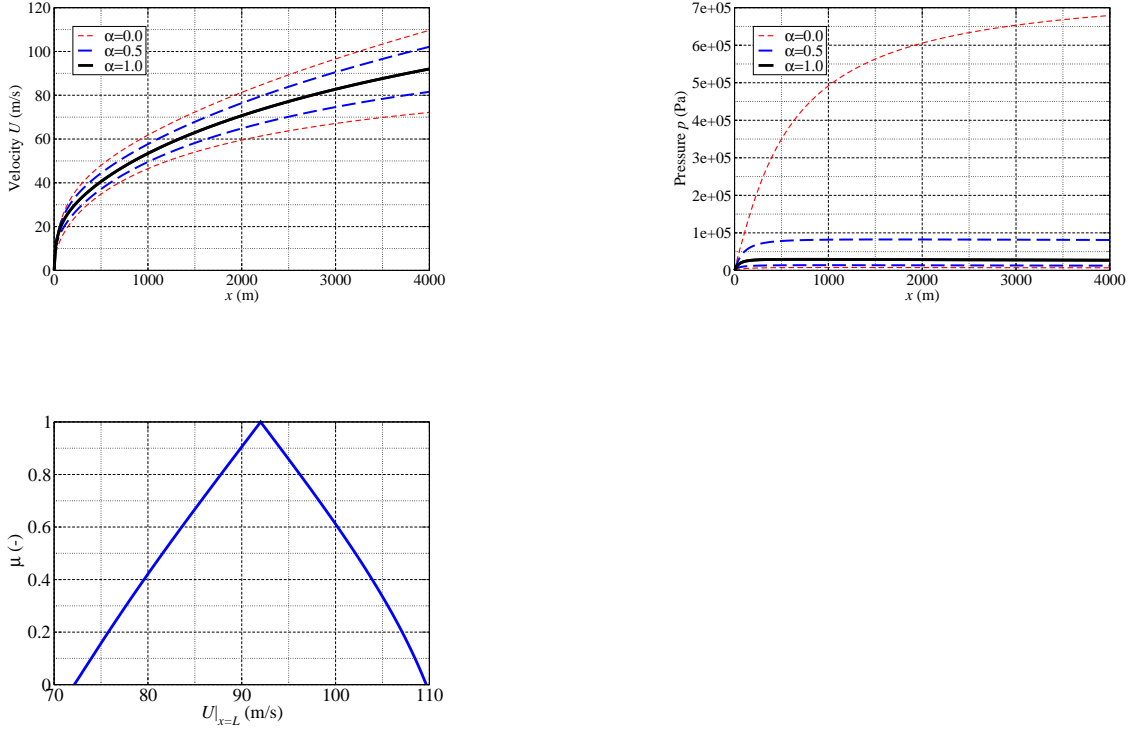 120
100
80
60
40
20
0
Velocity U (m/s)
α=0.0
α=0.5
α=1.0
0 1000 2000 3000 4000
x (m)
7e+05
6e+05
5e+05
4e+05
3e+05
2e+05
1e+05
0
Pressure p (Pa)
α=0.0
α=0.5
α=1.0
0 1000 2000 3000 4000
x (m)
1
0.8
0.6
0.4
0.2
0
μ (-)
70 80 90 100 110
U|x=L (m/s)